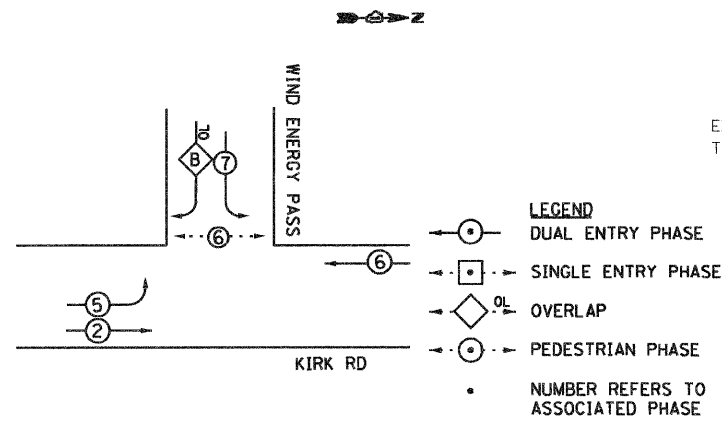 N
WIND ENERGY PASS
OL
B
7
E
T
6
6
5
2
KIRK RD
LEGEND
DUAL ENTRY PHASE
SINGLE ENTRY PHASE
OL
OVERLAP
PEDESTRIAN PHASE
NUMBER REFERS TO
ASSOCIATED PHASE